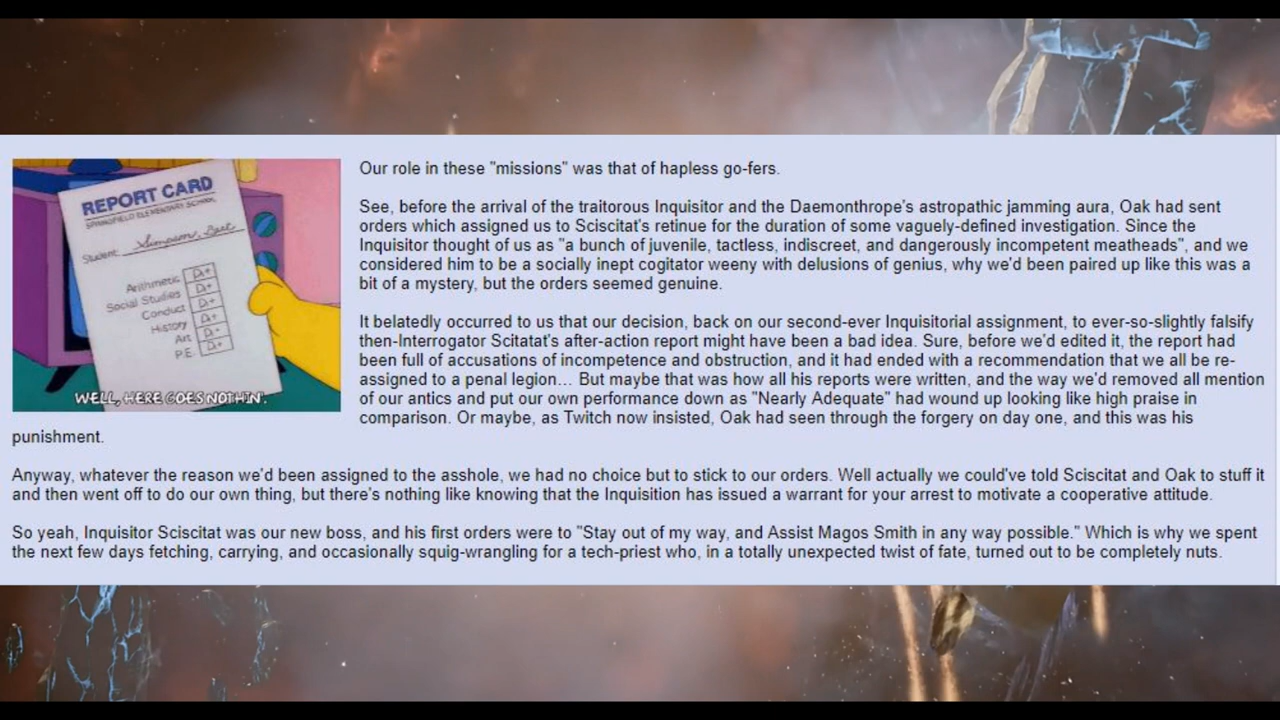 REPORT CARD
SPRINGFIELD ELEMENTARY SCHOOL
Student: Simpson, Bart
Arithmetic D+
Social Studies D+
Conduct D+
History D+
Art D+
P.E. D+
WELL, HERE GOES NOTHIN'.
Our role in these "missions" was that of hapless go-fers.
See, before the arrival of the traitorous Inquisitor and the Daemonthrope's astropathic jamming aura, Oak had sent
orders which assigned us to Sciscitat's retinue for the duration of some vaguely-defined investigation. Since the
Inquisitor thought of us as "a bunch of juvenile, tactless, indiscreet, and dangerously incompetent meatheads", and we
considered him to be a socially inept cogitator weeny with delusions of genius, why we'd been paired up like this was a
bit of a mystery, but the orders seemed genuine.
It belatedly occurred to us that our decision, back on our second-ever Inquisitorial assignment, to ever-so-slightly falsify
then-Interrogator Scitatat's after-action report might have been a bad idea. Sure, before we'd edited it, the report had
been full of accusations of incompetence and obstruction, and it had ended with a recommendation that we all be re-
assigned to a penal legion... But maybe that was how all his reports were written, and the way we'd removed all mention
of our antics and put our own performance down as "Nearly Adequate" had wound up looking like high praise in
comparison. Or maybe, as Twitch now insisted, Oak had seen through the forgery on day one, and this was his
punishment.
Anyway, whatever the reason we'd been assigned to the asshole, we had no choice but to stick to our orders. Well actually we could've told Sciscitat and Oak to stuff it
and then went off to do our own thing, but there's nothing like knowing that the Inquisition has issued a warrant for your arrest to motivate a cooperative attitude.
So yeah, Inquisitor Sciscitat was our new boss, and his first orders were to "Stay out of my way, and Assist Magos Smith in any way possible." Which is why we spent
the next few days fetching, carrying, and occasionally squig-wrangling for a tech-priest who, in a totally unexpected twist of fate, turned out to be completely nuts.